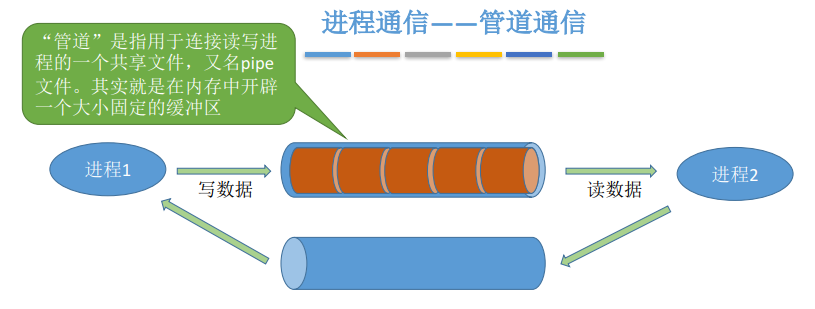 进程通信——管道通信
“管道”是指用于连接读写进
程的一个共享文件，又名pipe
文件。其实就是在内存中开辟
一个大小固定的缓冲区
进程1
写数据
读数据
进程2